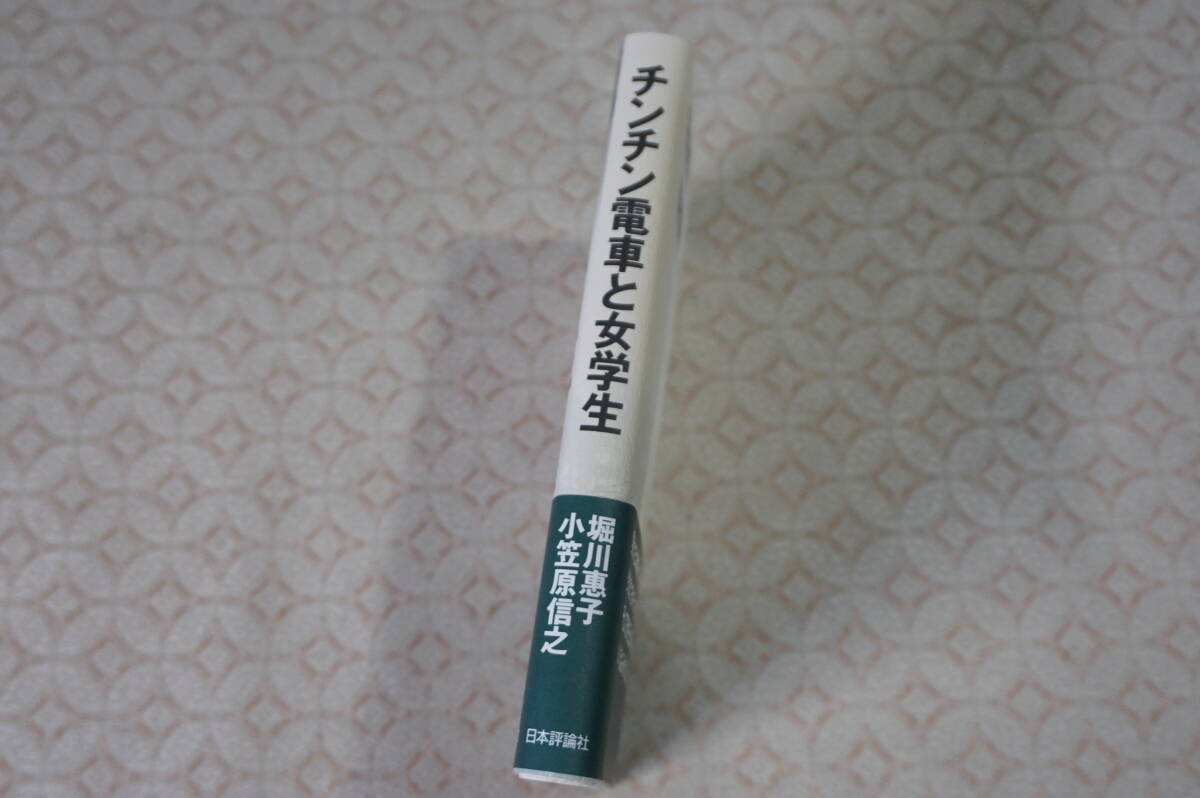 チンチン電車と女学生
堀川惠子
小笠原信之
日本評論社